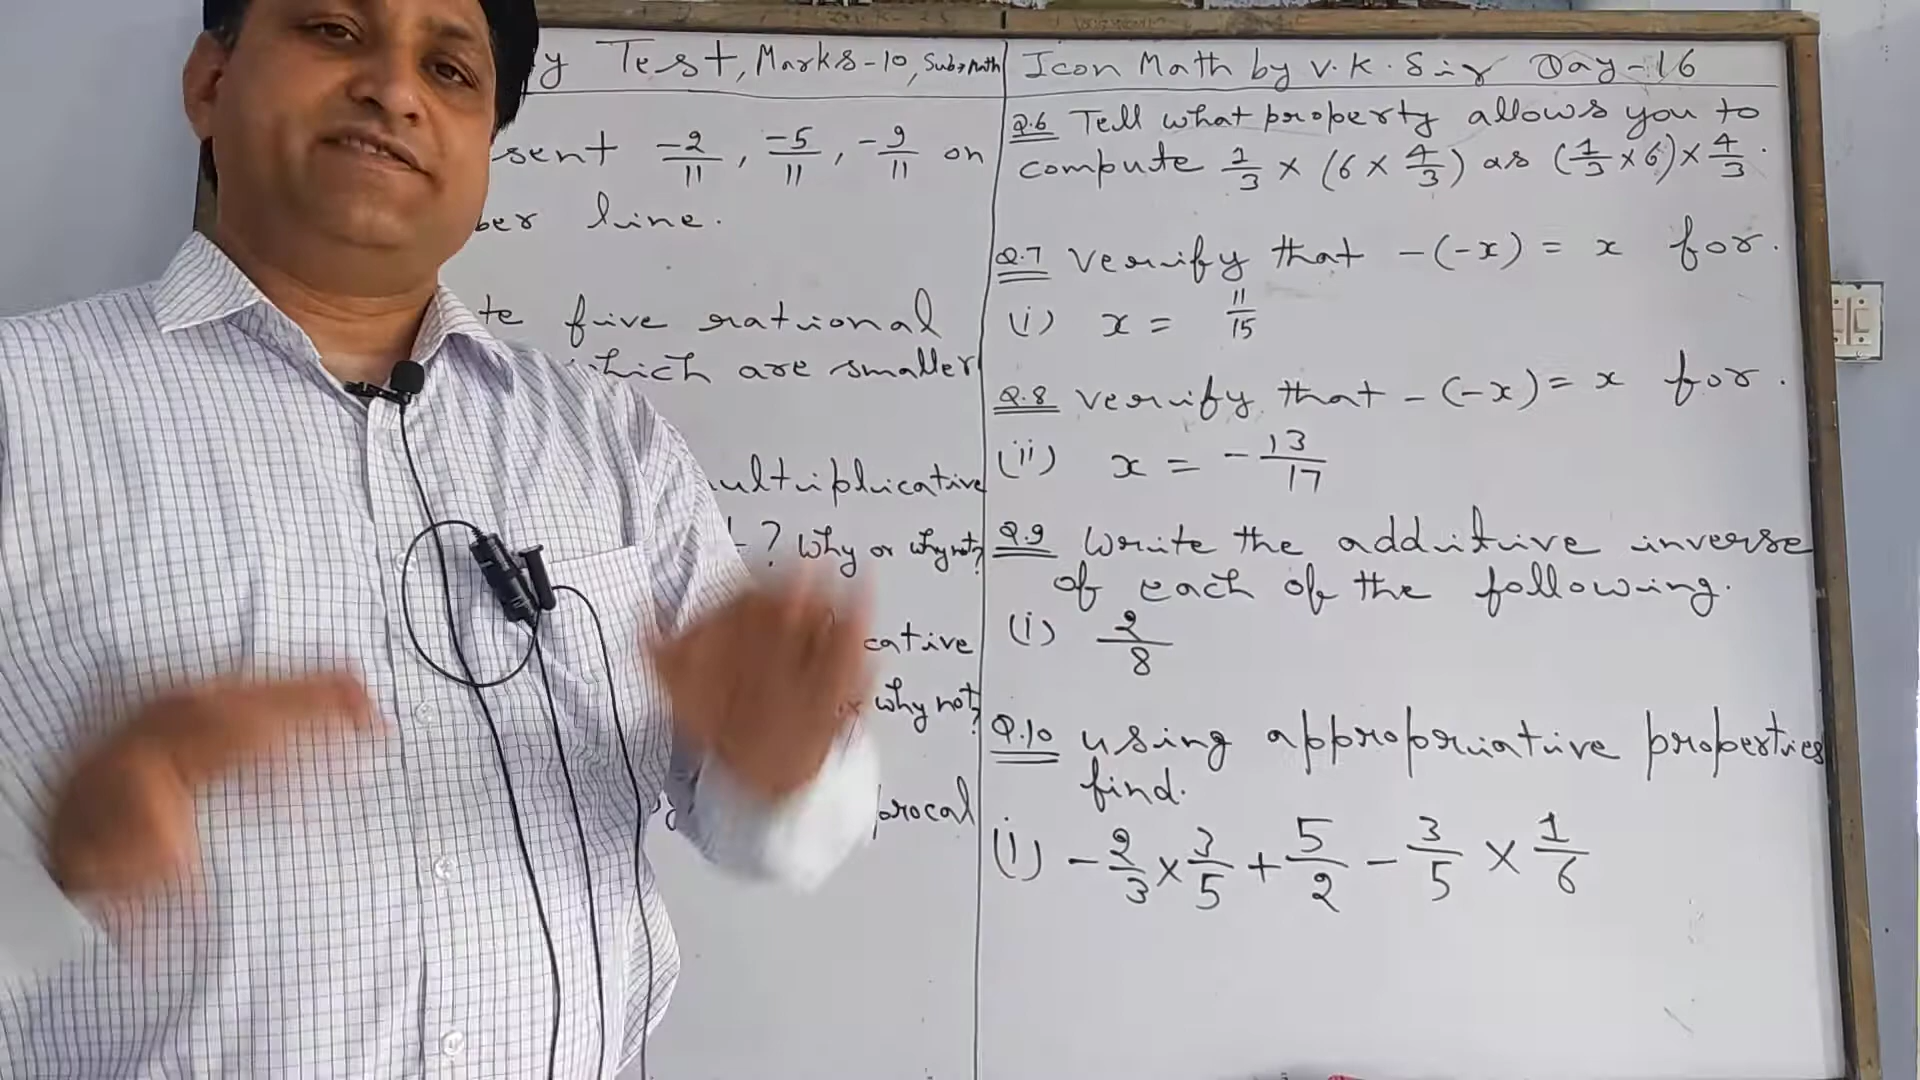 y Test, Marks-10, Sub→Math
sent -2/11, -5/11, -9/11 on
ber line.
te five rational
which are smaller
ultiplicative
? Why or why not?
cative
why not?
procal
Icon Math by V.K. Sir Day-16
Q.6 Tell what property allows you to
compute 1/3 × (6 × 4/3) as (1/3 × 6) × 4/3.
Q.7 Verify that -(-x) = x for.
(i) x = 11/15
Q.8 Verify that -(-x) = x for.
(ii) x = -13/17
Q.9 Write the additive inverse
of each of the following.
(i) 2/8
Q.10 using appropriative properties
find.
(i) -2/3 × 3/5 + 5/2 - 3/5 × 1/6